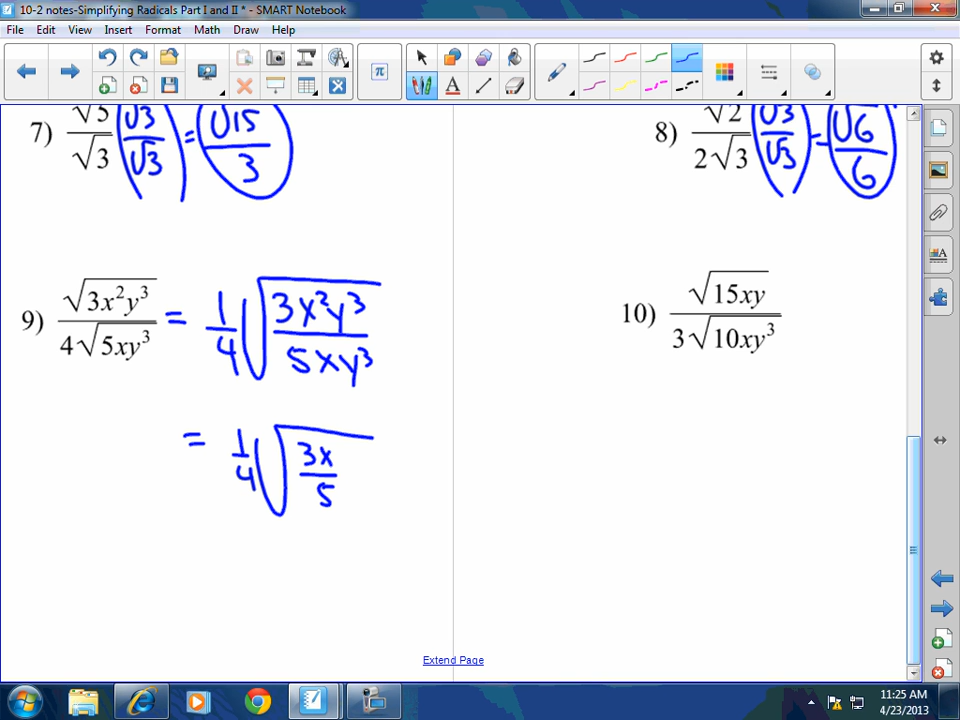 10-2 notes-Simplifying Radicals Part I and II * - SMART Notebook
File Edit View Insert Format Math Draw Help
7) √5/√3 (√3/√3) = √15/3
8) √2/2√3 (√3/√3) = √6/6
9) √3x²y³/4√5xy³ = 1/4 √3x²y³/5xy³
= 1/4 √3x/5
10) √15xy/3√10xy³
Extend Page
11:25 AM
4/23/2013